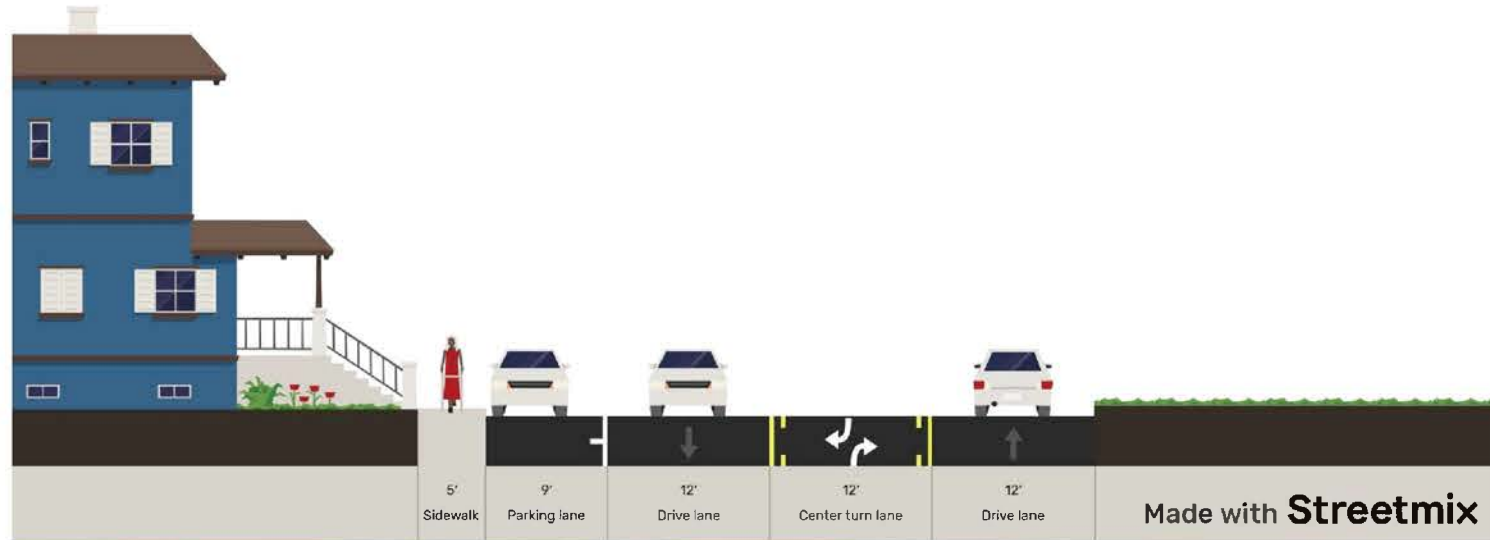 5'
Sidewalk
9'
Parking lane
12'
Drive lane
12'
Center turn lane
12'
Drive lane
Made with Streetmix